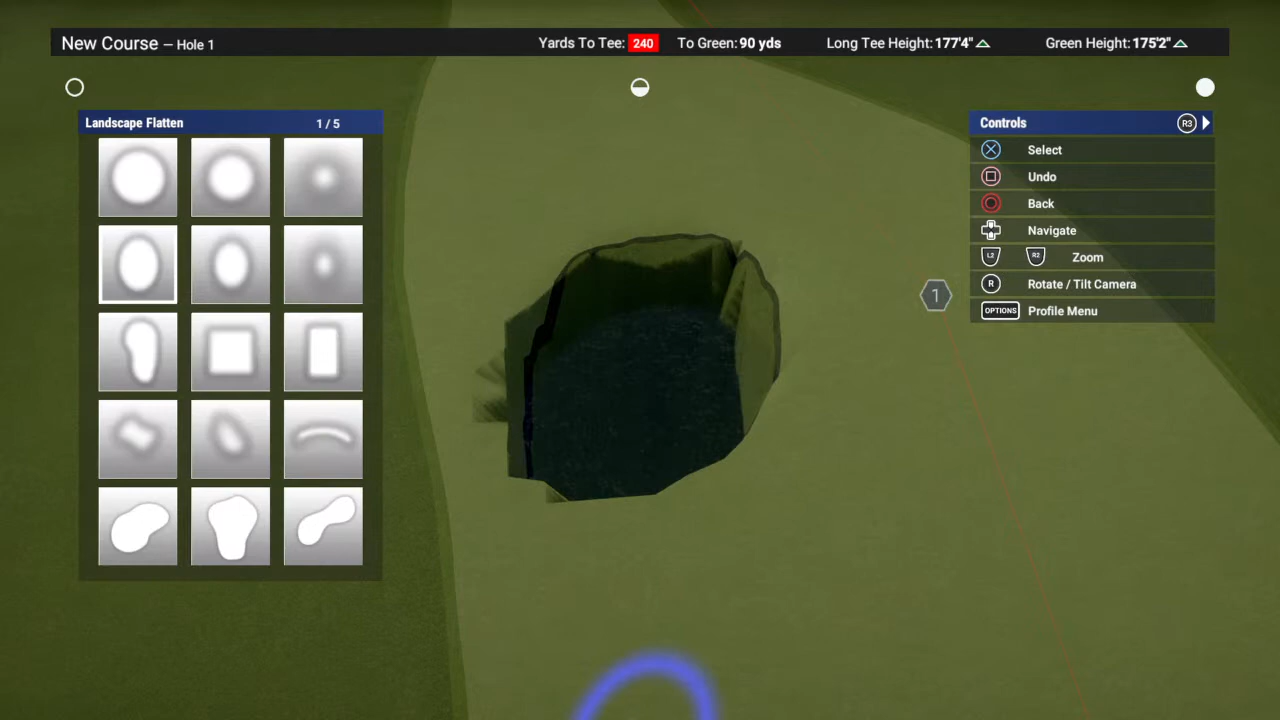 New Course – Hole 1
Yards To Tee: 240 To Green: 90 yds Long Tee Height: 177'4" Green Height: 175'2"
Landscape Flatten 1 / 5
Controls R3
Select
Undo
Back
Navigate
L2 R2 Zoom
R Rotate / Tilt Camera
OPTIONS Profile Menu
1